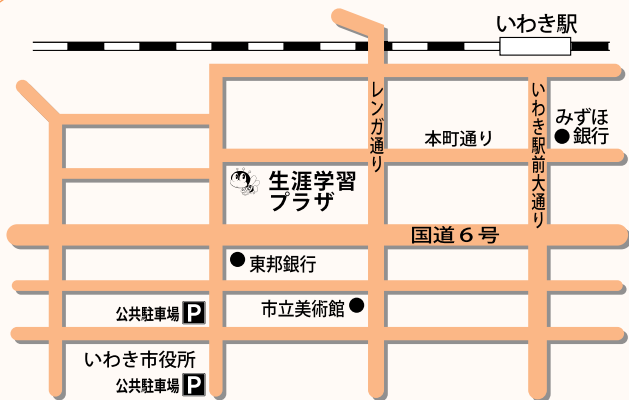 いわき駅
レンガ通り
いわき駅前大通り
みずほ
銀行
本町通り
生涯学習
プラザ
国道６号
東邦銀行
市立美術館
公共駐車場 P
いわき市役所
公共駐車場 P